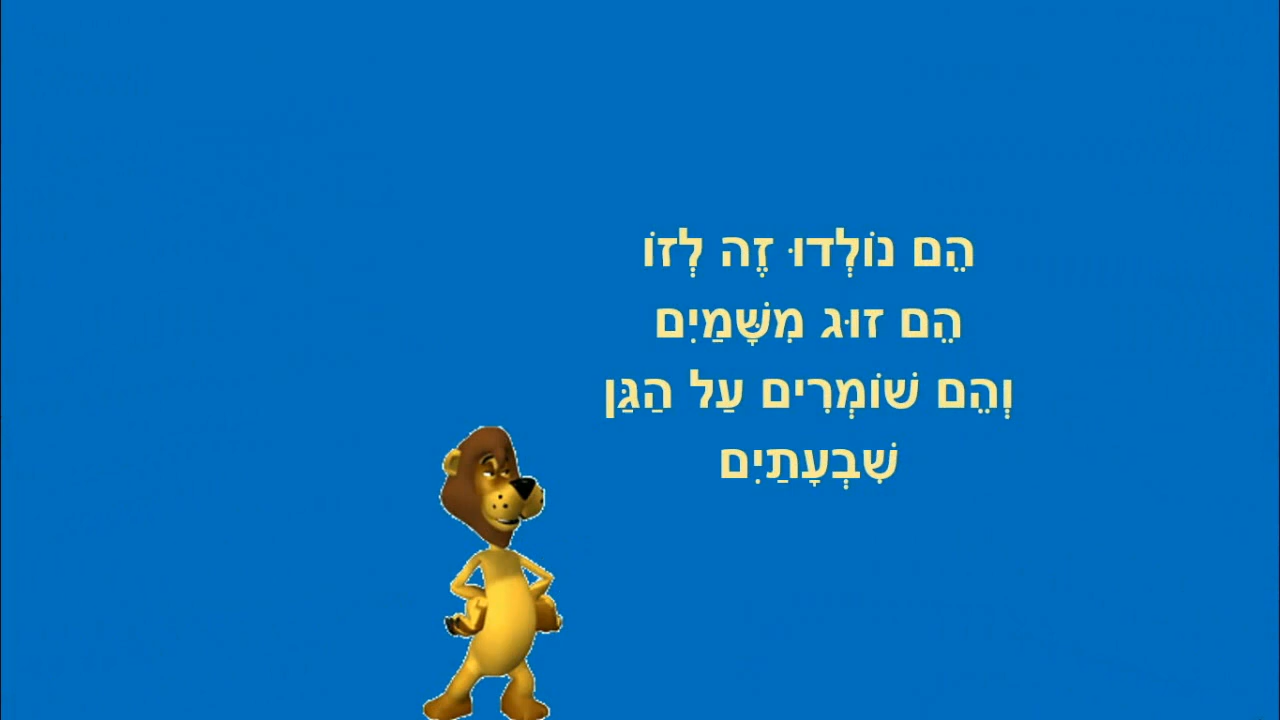 הֵם נוֹלְדוּ זֶה לְזוֹ
הֵם זוּג מִשָּׁמַיִם
וְהֵם שׁוֹמְרִים עַל הַגַּן
שִׁבְעָתַיִם